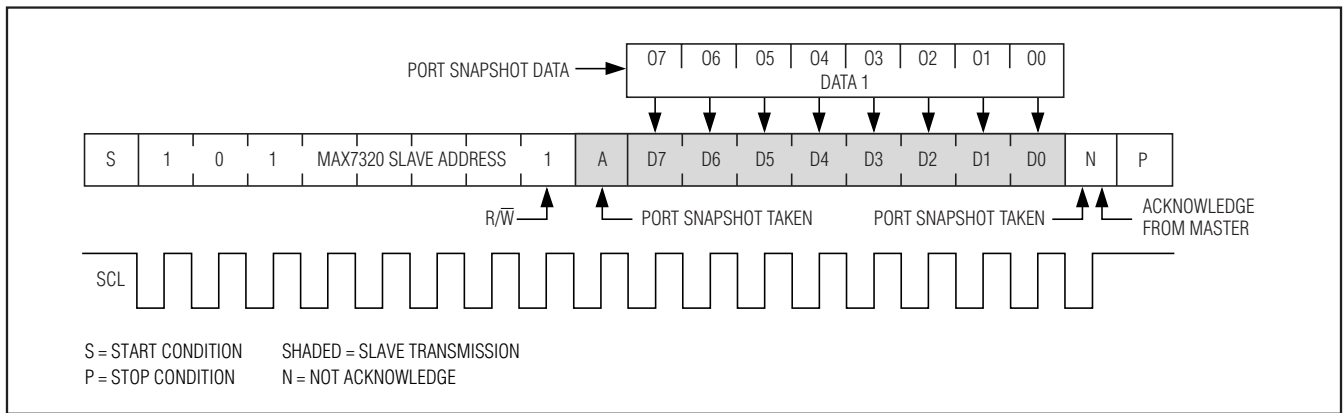 PORT SNAPSHOT DATA
O7 O6 O5 O4 O3 O2 O1 O0
DATA 1
S 1 0 1 MAX7320 SLAVE ADDRESS 1 A D7 D6 D5 D4 D3 D2 D1 D0 N P
R/W̅ PORT SNAPSHOT TAKEN PORT SNAPSHOT TAKEN ACKNOWLEDGE
FROM MASTER
SCL
S = START CONDITION SHADED = SLAVE TRANSMISSION
P = STOP CONDITION N = NOT ACKNOWLEDGE